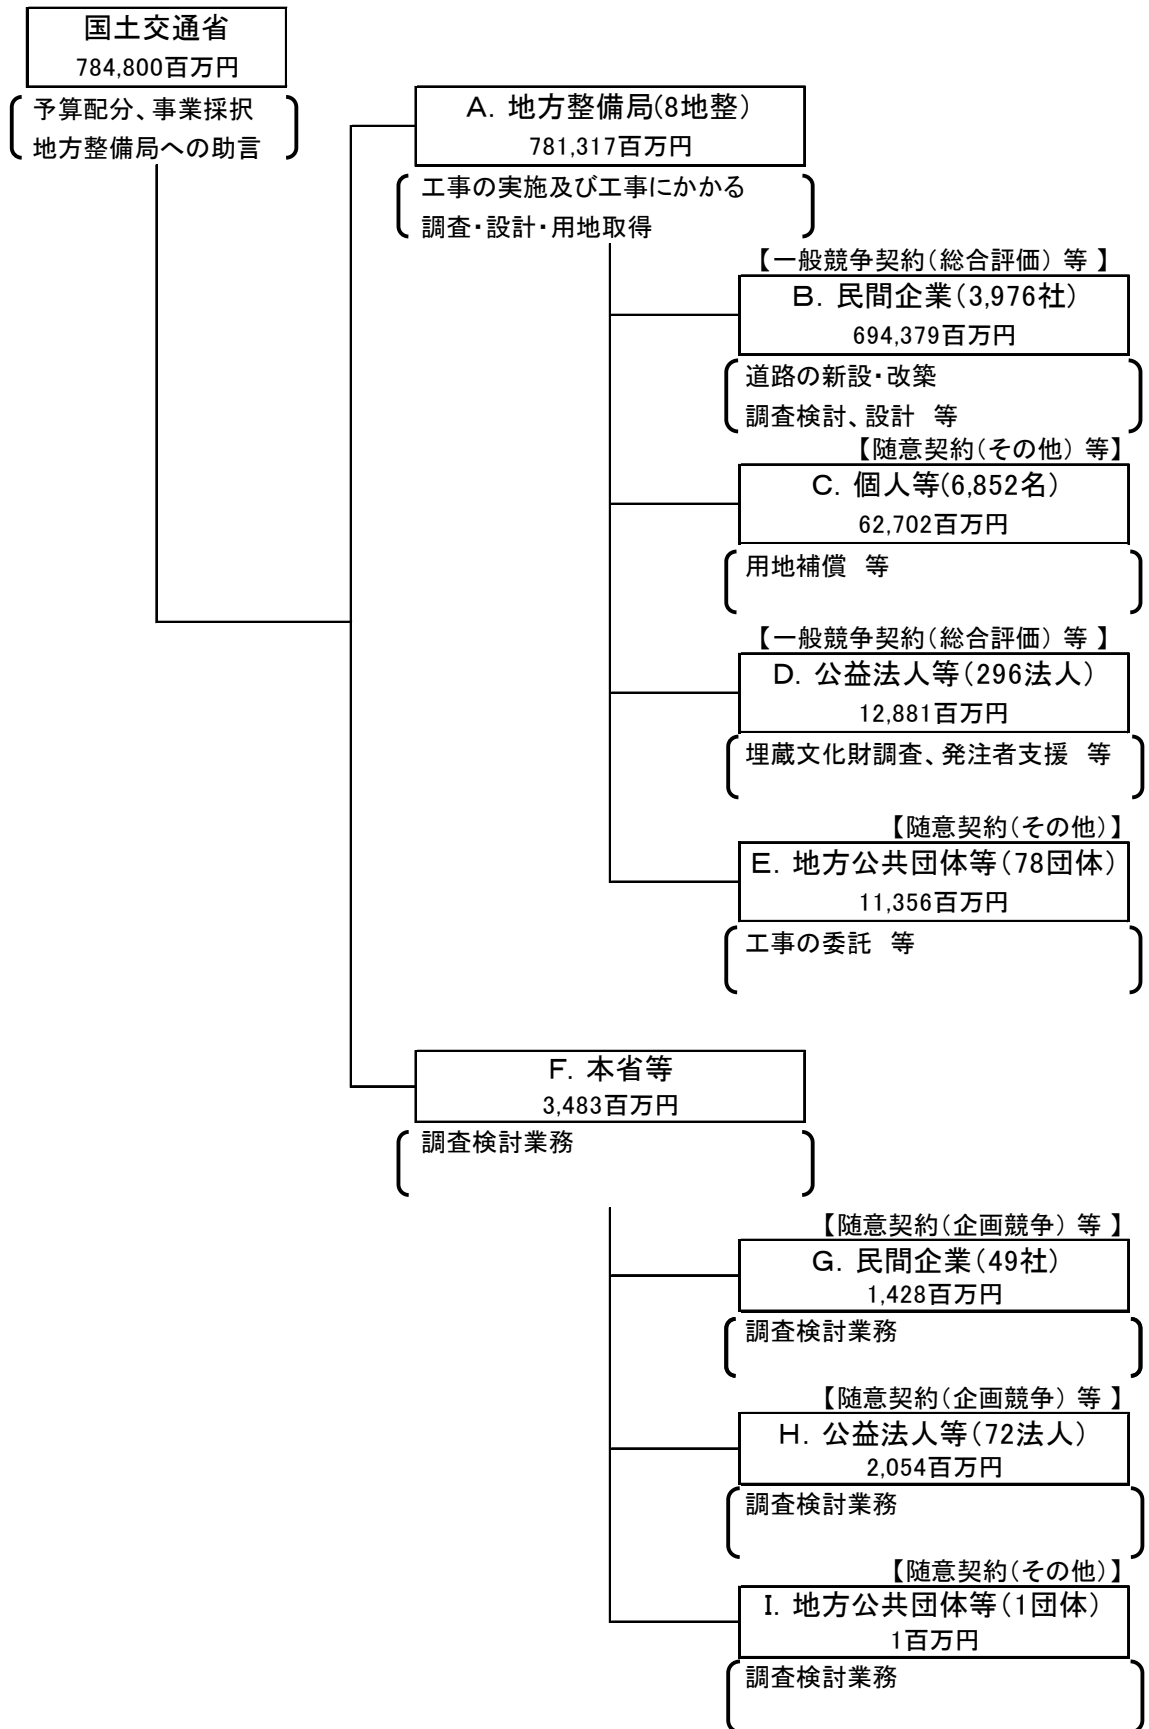 国土交通省
784,800百万円
予算配分、事業採択
地方整備局への助言
A. 地方整備局(8地整)
781,317百万円
工事の実施及び工事にかかる
調査・設計・用地取得
【一般競争契約(総合評価) 等 】
B. 民間企業(3,976社)
694,379百万円
道路の新設・改築
調査検討、設計 等
【随意契約(その他) 等】
C. 個人等(6,852名)
62,702百万円
用地補償 等
【一般競争契約(総合評価) 等 】
D. 公益法人等(296法人)
12,881百万円
埋蔵文化財調査、発注者支援 等
【随意契約(その他)】
E. 地方公共団体等(78団体)
11,356百万円
工事の委託 等
F. 本省等
3,483百万円
調査検討業務
【随意契約(企画競争) 等 】
G. 民間企業(49社)
1,428百万円
調査検討業務
【随意契約(企画競争) 等 】
H. 公益法人等(72法人)
2,054百万円
調査検討業務
【随意契約(その他)】
I. 地方公共団体等(1団体)
1百万円
調査検討業務